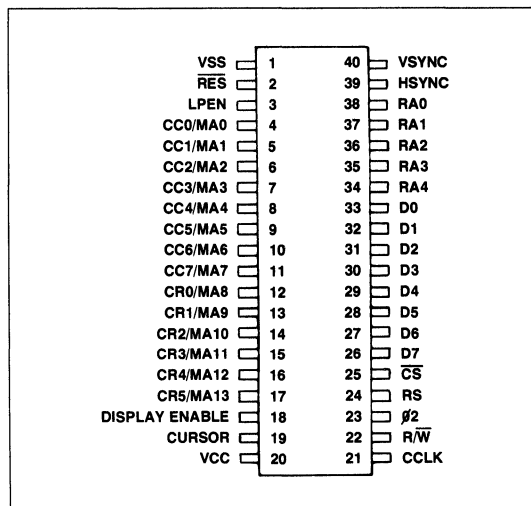 VSS 1 40 VSYNC
R̅E̅S̅ 2 39 HSYNC
LPEN 3 38 RA0
CC0/MA0 4 37 RA1
CC1/MA1 5 36 RA2
CC2/MA2 6 35 RA3
CC3/MA3 7 34 RA4
CC4/MA4 8 33 D0
CC5/MA5 9 32 D1
CC6/MA6 10 31 D2
CC7/MA7 11 30 D3
CR0/MA8 12 29 D4
CR1/MA9 13 28 D5
CR2/MA10 14 27 D6
CR3/MA11 15 26 D7
CR4/MA12 16 25 C̅S̅
CR5/MA13 17 24 RS
DISPLAY ENABLE 18 23 ø2
CURSOR 19 22 R/W̅
VCC 20 21 CCLK